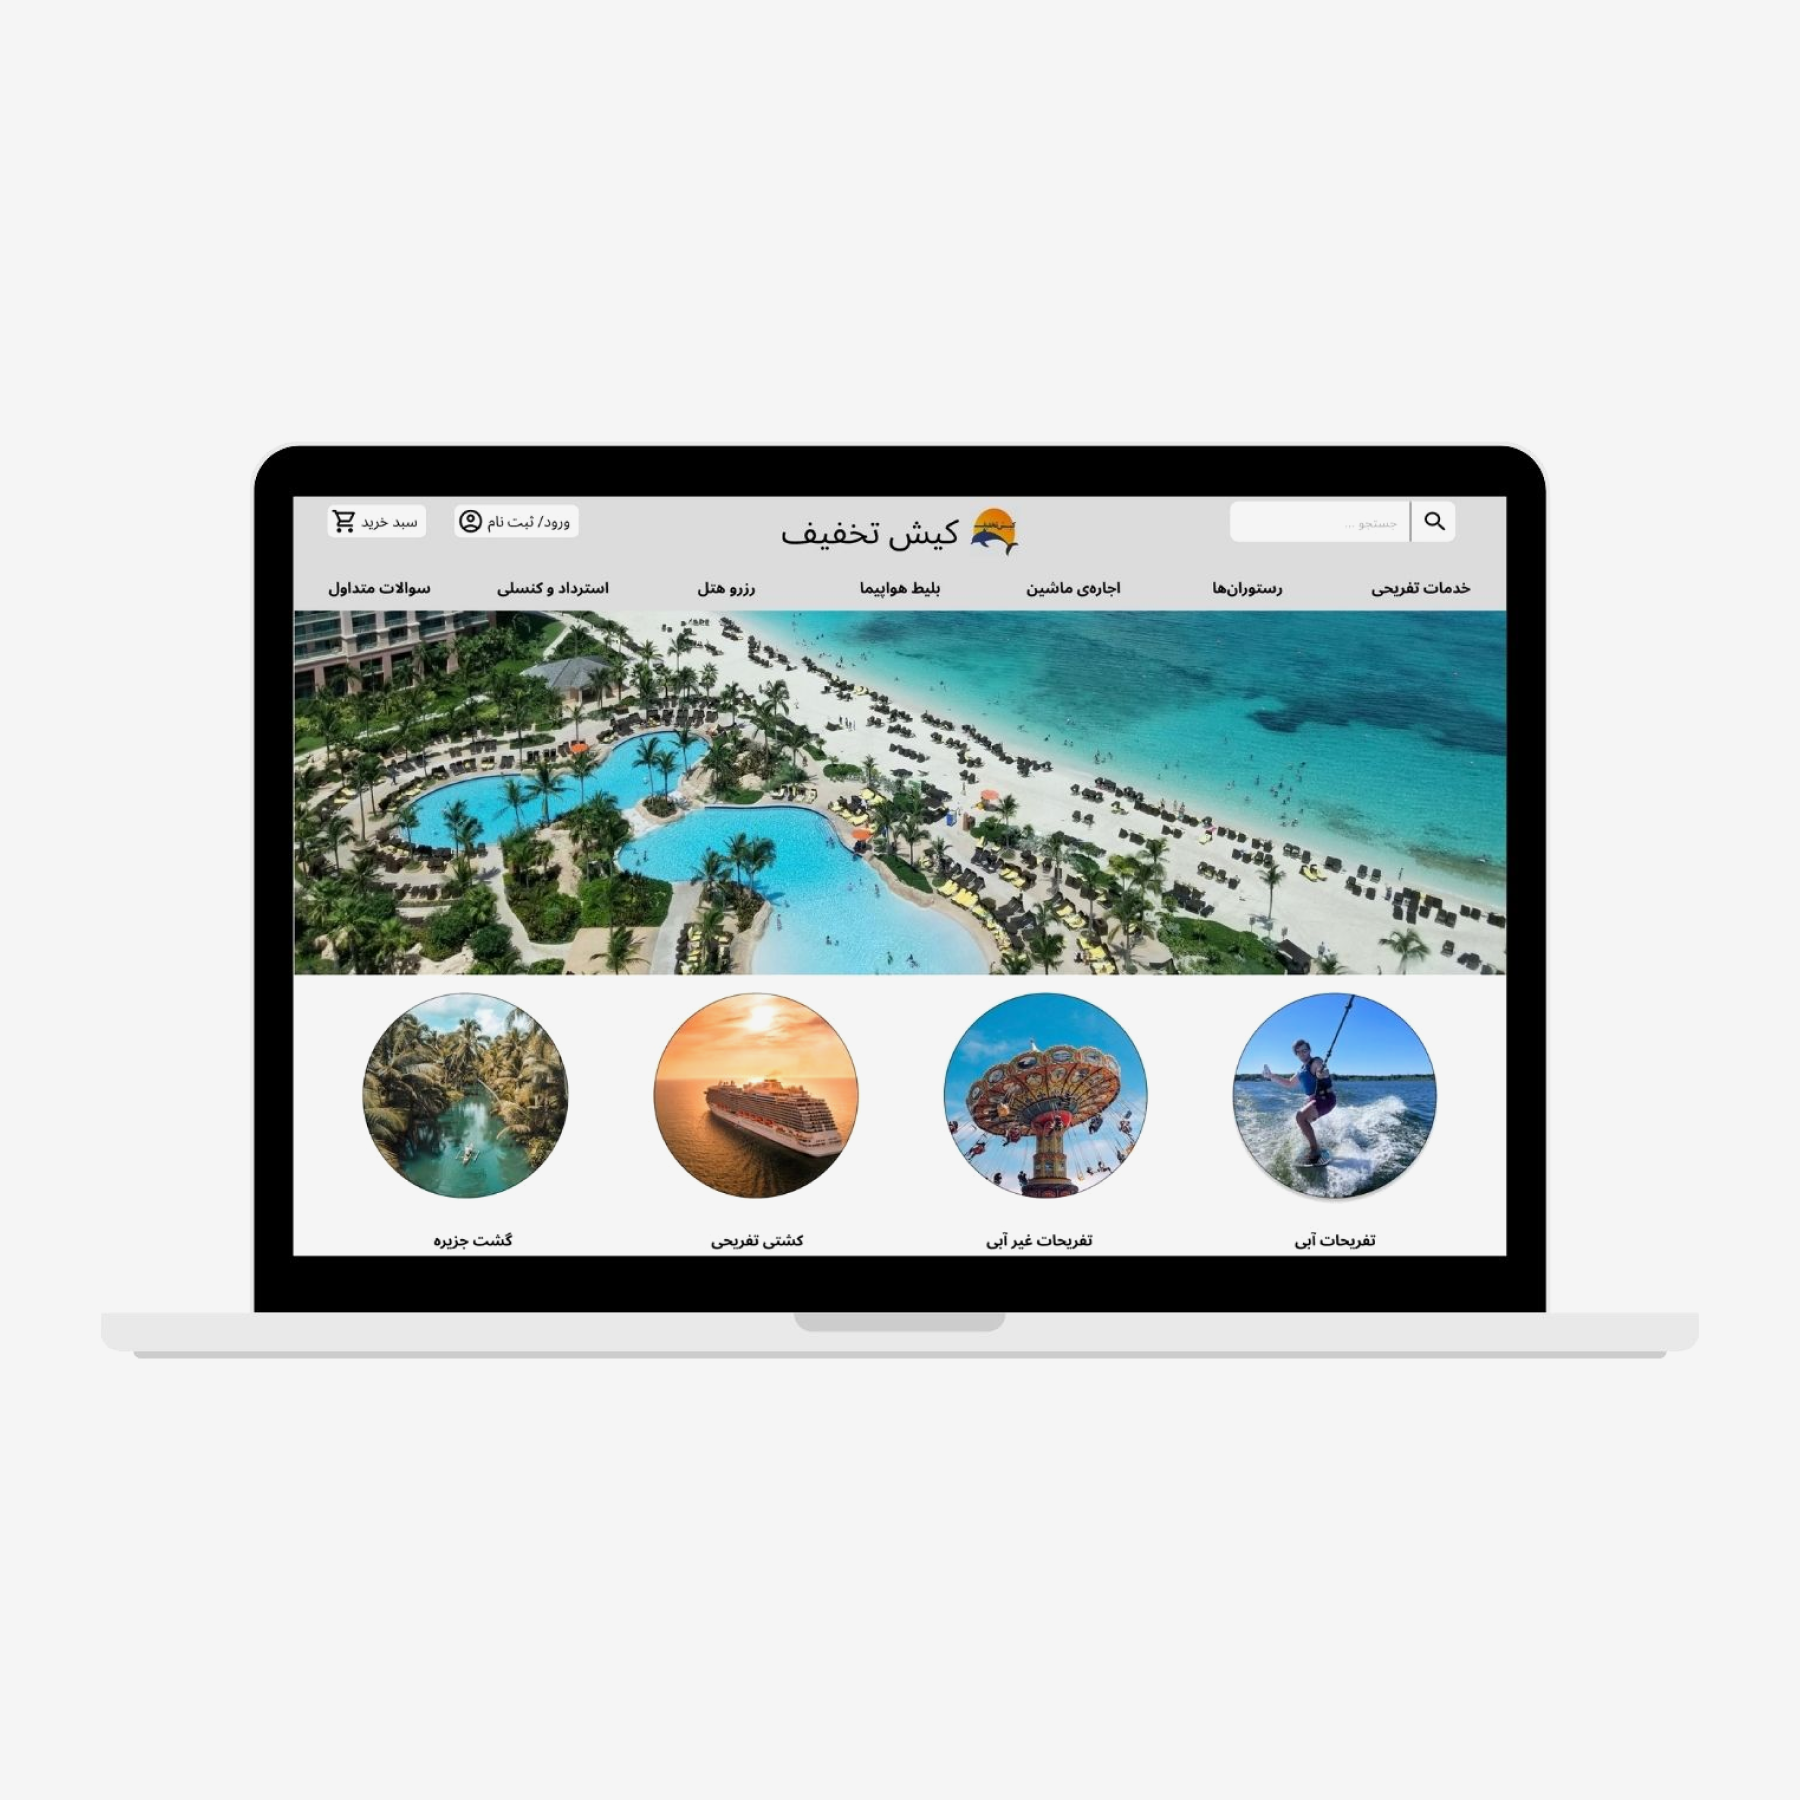 جستجو ...
کیش تخفیف
ورود/ ثبت نام
سبد خرید
خدمات تفریحی
رستوران‌ها
اجاره‌ی ماشین
بلیط هواپیما
رزرو هتل
استرداد و کنسلی
سوالات متداول
تفریحات آبی
تفریحات غیر آبی
کشتی تفریحی
گشت جزیره